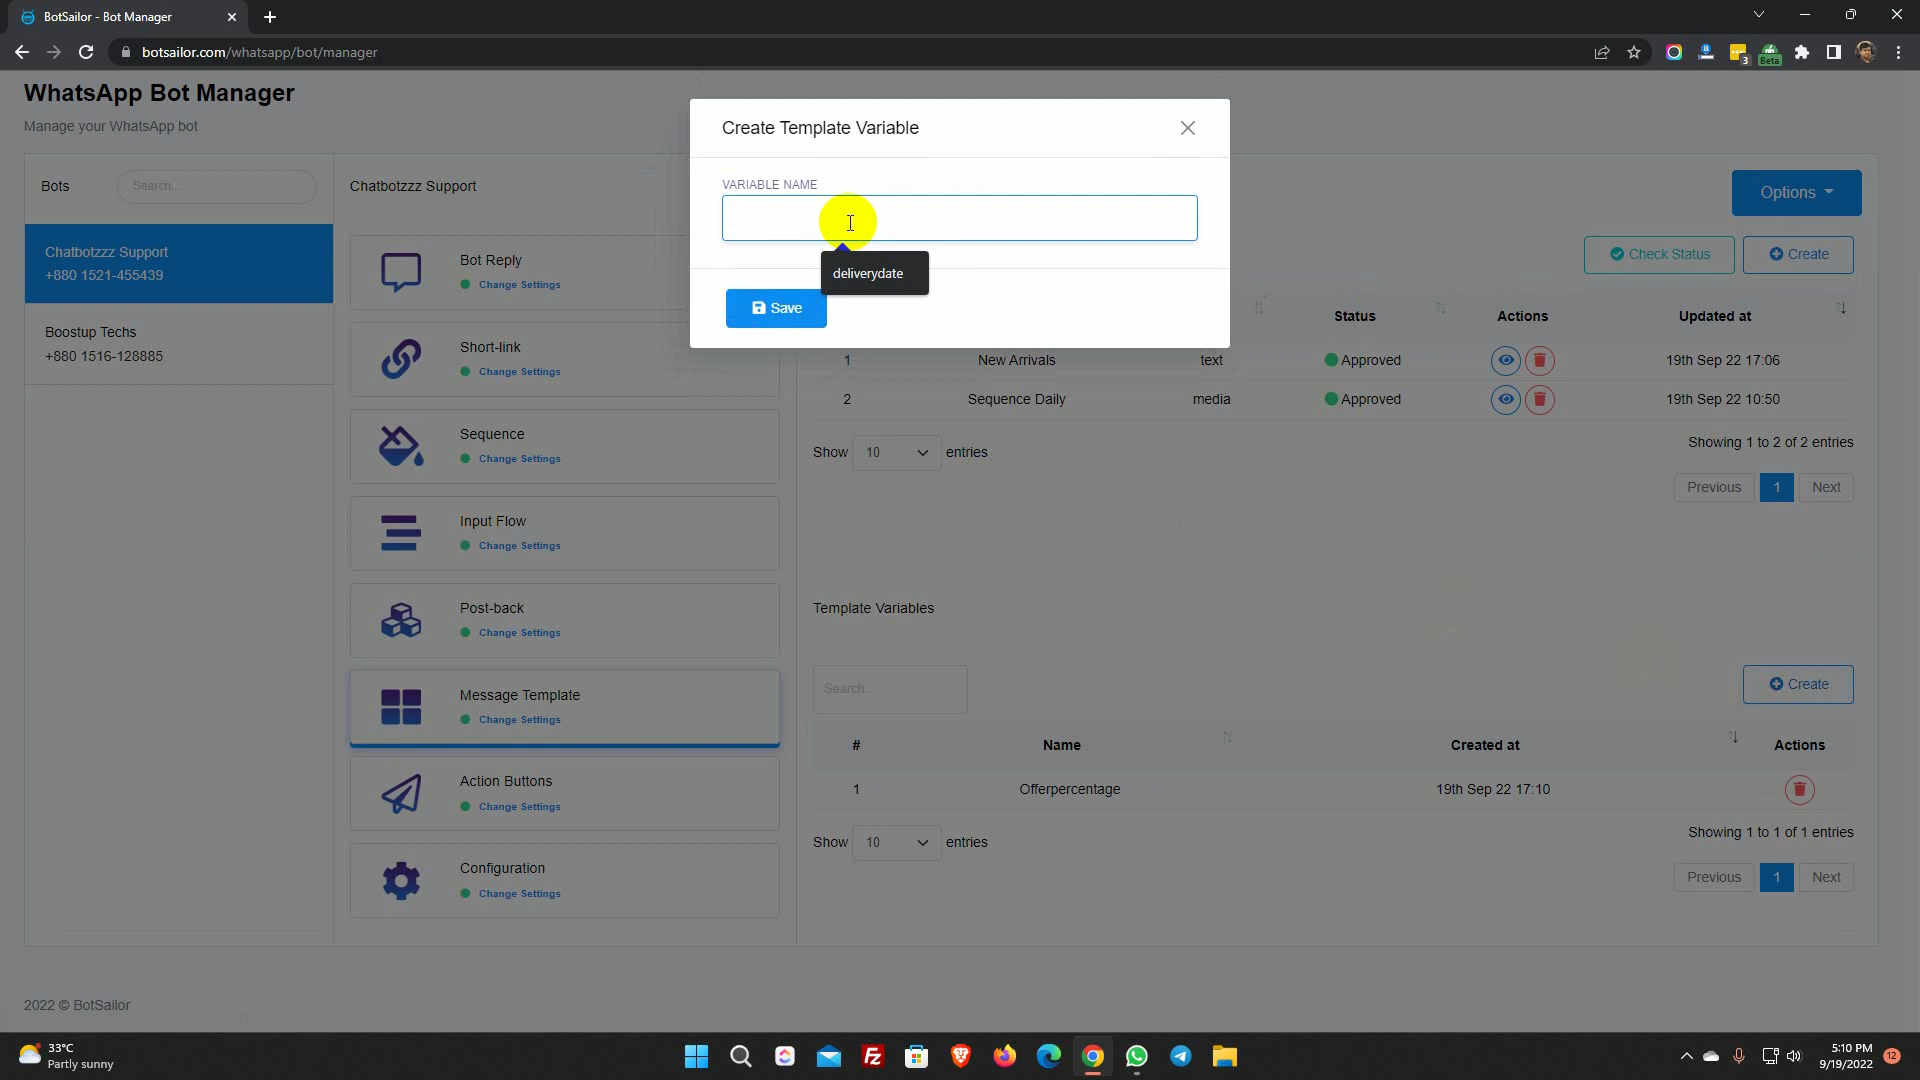 BotSailor - Bot Manager
botsailor.com/whatsapp/bot/manager
3
Beta
WhatsApp Bot Manager
Manage your WhatsApp bot
Bots
Search...
Chatbotzzz Support
+880 1521-455439
Boostup Techs
+880 1516-128885
Chatbotzzz Support
Bot Reply
Change Settings
Short-link
Change Settings
Sequence
Change Settings
Input Flow
Change Settings
Post-back
Change Settings
Message Template
Change Settings
Action Buttons
Change Settings
Configuration
Change Settings
Create Template Variable
VARIABLE NAME
deliverydate
Save
Options
Check Status
Create
Status Actions Updated at
1 New Arrivals text Approved 19th Sep 22 17:06
2 Sequence Daily media Approved 19th Sep 22 10:50
Show 10 entries
Showing 1 to 2 of 2 entries
Previous 1 Next
Template Variables
Search...
Create
# Name Created at Actions
1 Offerpercentage 19th Sep 22 17:10
Show 10 entries
Showing 1 to 1 of 1 entries
Previous 1 Next
2022 © BotSailor
33°C
Partly sunny
5:10 PM
9/19/2022
12